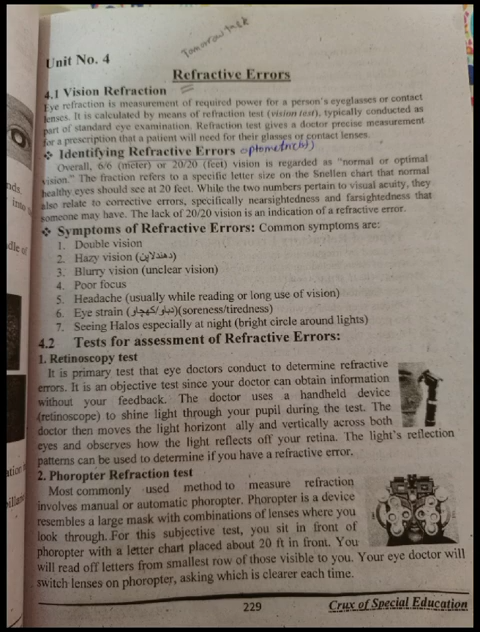 Tomorrow task
Unit No. 4
Refractive Errors
4.1 Vision Refraction
Eye refraction is measurement of required power for a person's eyeglasses or contact
lenses. It is calculated by means of refraction test (vision test), typically conducted as
part of standard eye examination. Refraction test gives a doctor precise measurement
for a prescription that a patient will need for their glasses or contact lenses.
❖ Identifying Refractive Errors
Overall, 6/6 (meter) or 20/20 (feet) vision is regarded as "normal or optimal
vision." The fraction refers to a specific letter size on the Snellen chart that normal
healthy eyes should see at 20 feet. While the two numbers pertain to visual acuity, they
also relate to corrective errors, specifically nearsightedness and farsightedness that
someone may have. The lack of 20/20 vision is an indication of a refractive error.
❖ Symptoms of Refractive Errors: Common symptoms are:
1. Double vision
2. Hazy vision (دھندلاپن)
3. Blurry vision (unclear vision)
4. Poor focus
5. Headache (usually while reading or long use of vision)
6. Eye strain (دباؤ/کھچاؤ)(soreness/tiredness)
7. Seeing Halos especially at night (bright circle around lights)
4.2 Tests for assessment of Refractive Errors:
1. Retinoscopy test
It is primary test that eye doctors conduct to determine refractive
errors. It is an objective test since your doctor can obtain information
without your feedback. The doctor uses a handheld device
(retinoscope) to shine light through your pupil during the test. The
doctor then moves the light horizont ally and vertically across both
eyes and observes how the light reflects off your retina. The light's reflection
patterns can be used to determine if you have a refractive error.
2. Phoropter Refraction test
Most commonly used method to measure refraction
involves manual or automatic phoropter. Phoropter is a device
resembles a large mask with combinations of lenses where you
look through. For this subjective test, you sit in front of
phoropter with a letter chart placed about 20 ft in front. You
will read off letters from smallest row of those visible to you. Your eye doctor will
switch lenses on phoropter, asking which is clearer each time.
229 Crux of Special Education